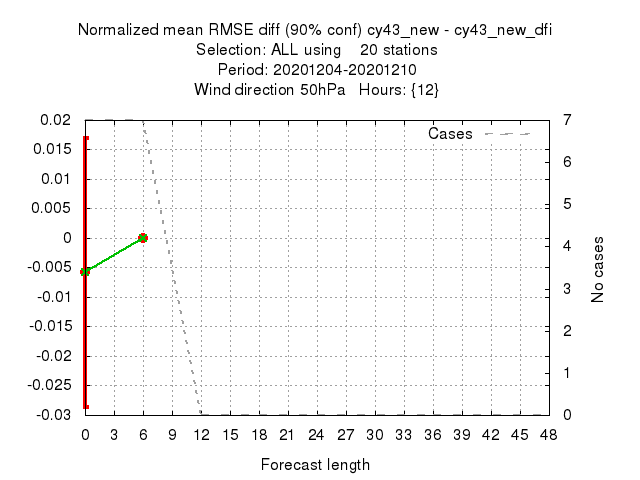 Normalized mean RMSE diff (90% conf) cy43_new - cy43_new_dfi
Selection: ALL using 20 stations
Period: 20201204-20201210
Wind direction 50hPa Hours: {12}
Cases
0.02
0.015
0.01
0.005
0
-0.005
-0.01
-0.015
-0.02
-0.025
-0.03
7
6
5
4
3
2
1
0
No cases
0 3 6 9 12 15 18 21 24 27 30 33 36 39 42 45 48
Forecast length